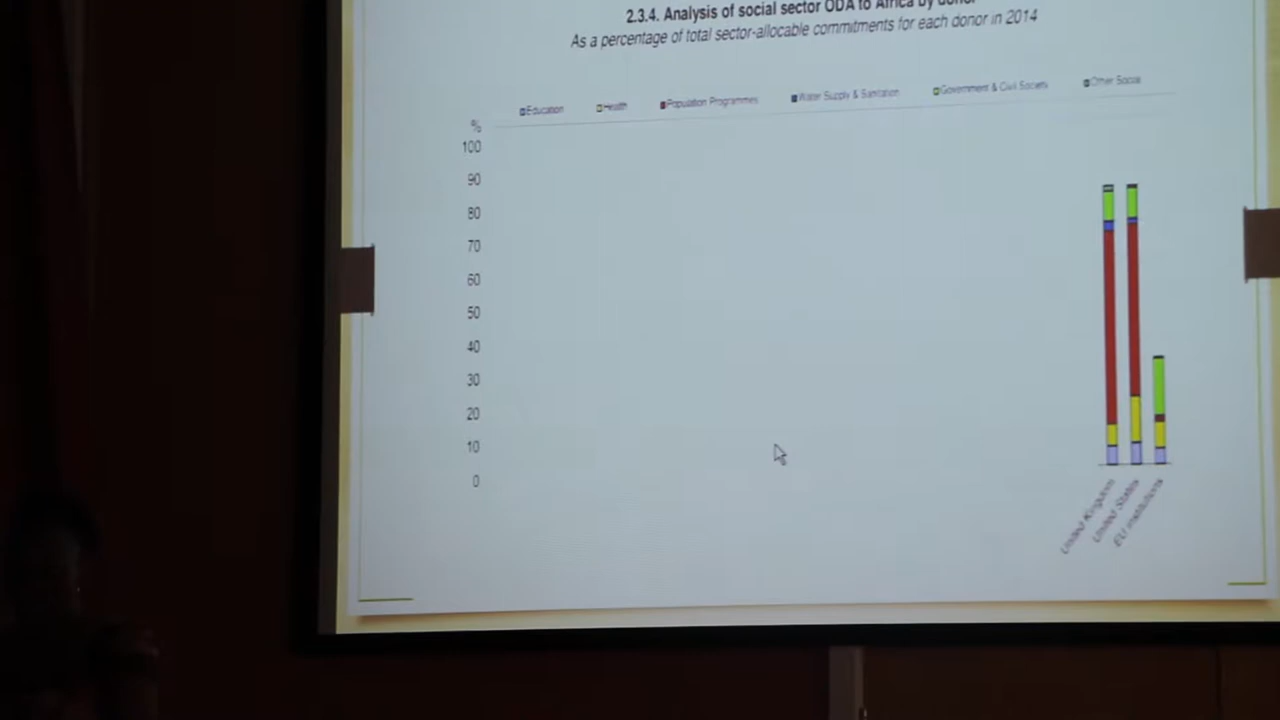 2.3.4. Analysis of social sector ODA to Africa by donor
As a percentage of total sector-allocable commitments for each donor in 2014
Education Health Population Programmes Water Supply & Sanitation Government & Civil Society Other Social
%
100
90
80
70
60
50
40
30
20
10
0
United Kingdom
United States
EU Institutions